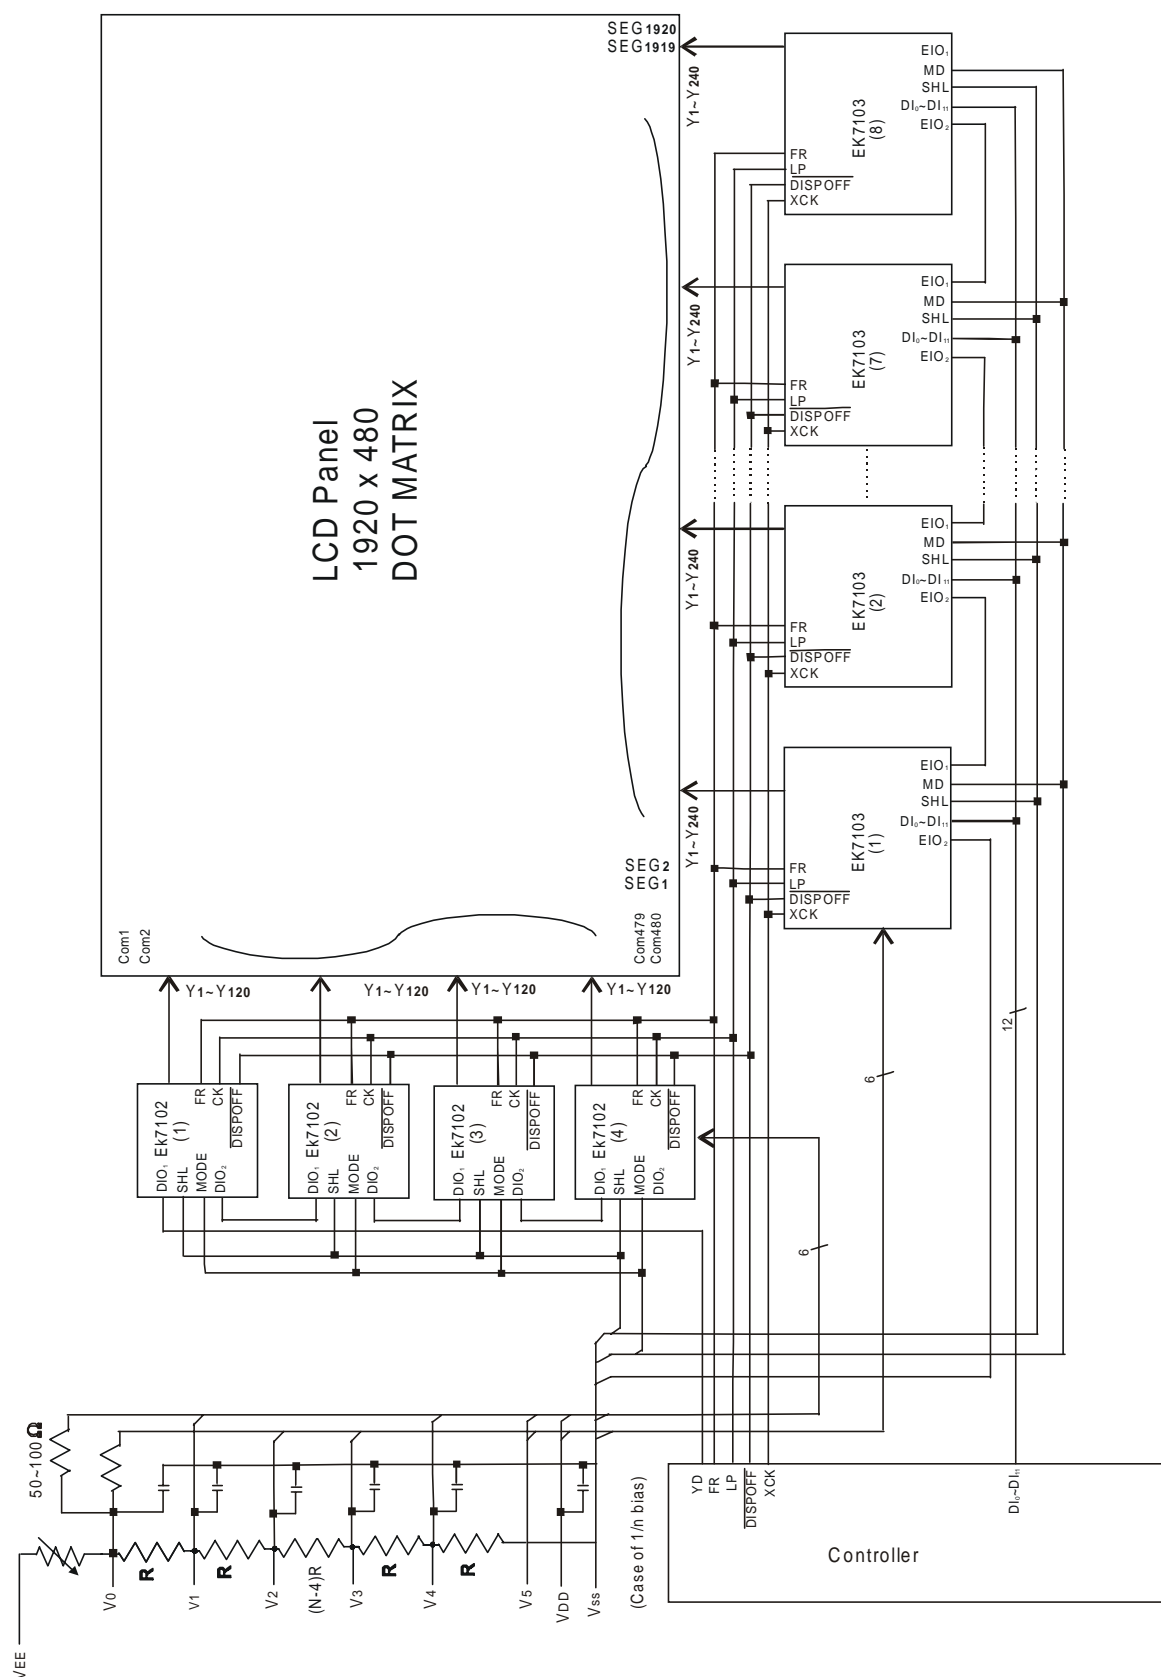 SEG1920
SEG1919
Y1~Y240
EIO₁
MD
SHL
DI₀~DI₁₁
EIO₂
EK7103
(8)
FR
LP
DISPOFF
XCK
LCD Panel
1920 x 480
DOT MATRIX
Y1~Y240
EIO₁
MD
SHL
DI₀~DI₁₁
EIO₂
EK7103
(7)
FR
LP
DISPOFF
XCK
Y1~Y240
EIO₁
MD
SHL
DI₀~DI₁₁
EIO₂
EK7103
(2)
FR
LP
DISPOFF
XCK
Y1~Y240
EIO₁
MD
SHL
DI₀~DI₁₁
EIO₂
EK7103
(1)
FR
LP
DISPOFF
XCK
SEG2
SEG1
Com1
Com2
Com479
Com480
Y1~Y120
Y1~Y120
Y1~Y120
Y1~Y120
FR
CK
DISPOFF
Ek7102
(1)
DIO₁
SHL
MODE
DIO₂
FR
CK
DISPOFF
Ek7102
(2)
DIO₁
SHL
MODE
DIO₂
FR
CK
DISPOFF
Ek7102
(3)
DIO₁
SHL
MODE
DIO₂
FR
CK
DISPOFF
Ek7102
(4)
DIO₁
SHL
MODE
DIO₂
12
6
6
50~100Ω
R
R
(N-4)R
R
R
VEE
V0
V1
V2
V3
V4
V5
VDD
Vss
(Case of 1/n bias)
YD
FR
LP
DISPOFF
XCK
DI₀~DI₁₁
Controller